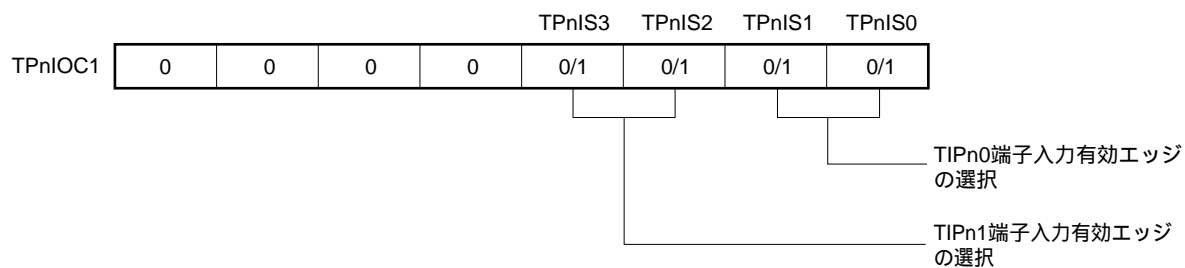 TPnIS3 TPnIS2 TPnIS1 TPnIS0
TPnIOC1 0 0 0 0 0/1 0/1 0/1 0/1
TIPn0端子入力有効エッジ
の選択
TIPn1端子入力有効エッジ
の選択